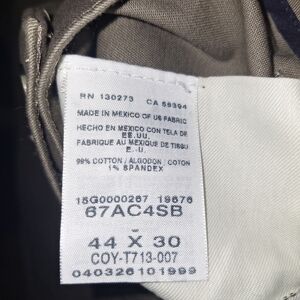 RN 130273 CA 56394
MADE IN MEXICO OF US FABRIC
HECHO EN MEXICO CON TELA DE
EE.UU.
FABRIQUE AU MEXIQUE DE TISSU
E.-U.
99% COTTON / ALGODON / COTON
1% SPANDEX
15G0000267 19676
67AC4SB
44 X 30
COY-T713-007
040326101999